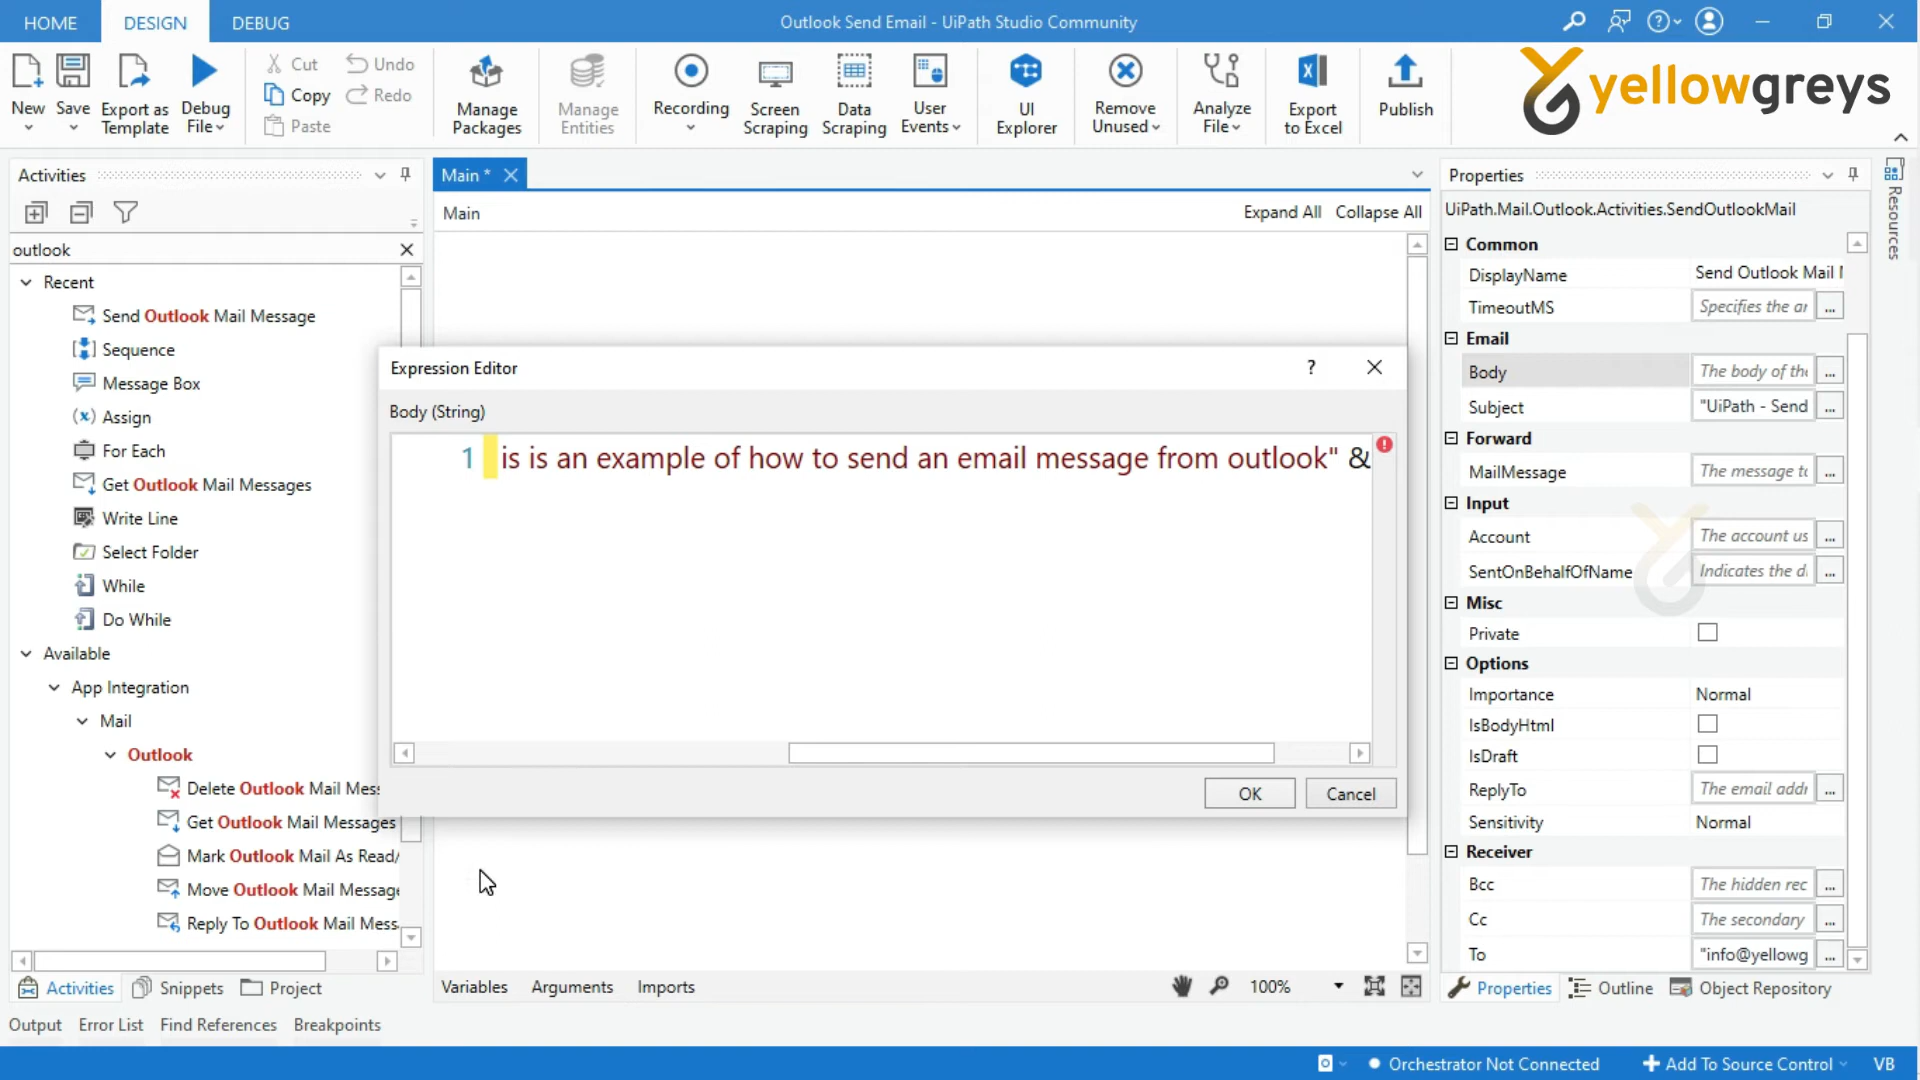 HOME DESIGN DEBUG Outlook Send Email - UiPath Studio Community
New Save Export as Template Debug File Cut Copy Paste Undo Redo Manage Packages Manage Entities Recording Screen Scraping Data Scraping User Events UI Explorer Remove Unused Analyze File Export to Excel Publish
yellowgreys
Activities
outlook
Recent
Send Outlook Mail Message
Sequence
Message Box
Assign
For Each
Get Outlook Mail Messages
Write Line
Select Folder
While
Do While
Available
App Integration
Mail
Outlook
Delete Outlook Mail Mess
Get Outlook Mail Messages
Mark Outlook Mail As Read/
Move Outlook Mail Message
Reply To Outlook Mail Mess
Activities Snippets Project
Main *
Main Expand All Collapse All
Expression Editor ?
Body (String)
1 is is an example of how to send an email message from outlook" &
OK Cancel
Variables Arguments Imports 100%
Properties
UiPath.Mail.Outlook.Activities.SendOutlookMail
Common
DisplayName Send Outlook Mail
TimeoutMS Specifies the ar ...
Email
Body The body of the ...
Subject "UiPath - Send ...
Forward
MailMessage The message to ...
Input
Account The account us ...
SentOnBehalfOfName Indicates the d ...
Misc
Private
Options
Importance Normal
IsBodyHtml
IsDraft
ReplyTo The email addr ...
Sensitivity Normal
Receiver
Bcc The hidden rec ...
Cc The secondary ...
To "info@yellowg ...
Properties Outline Object Repository
Resources
Output Error List Find References Breakpoints
Orchestrator Not Connected Add To Source Control VB